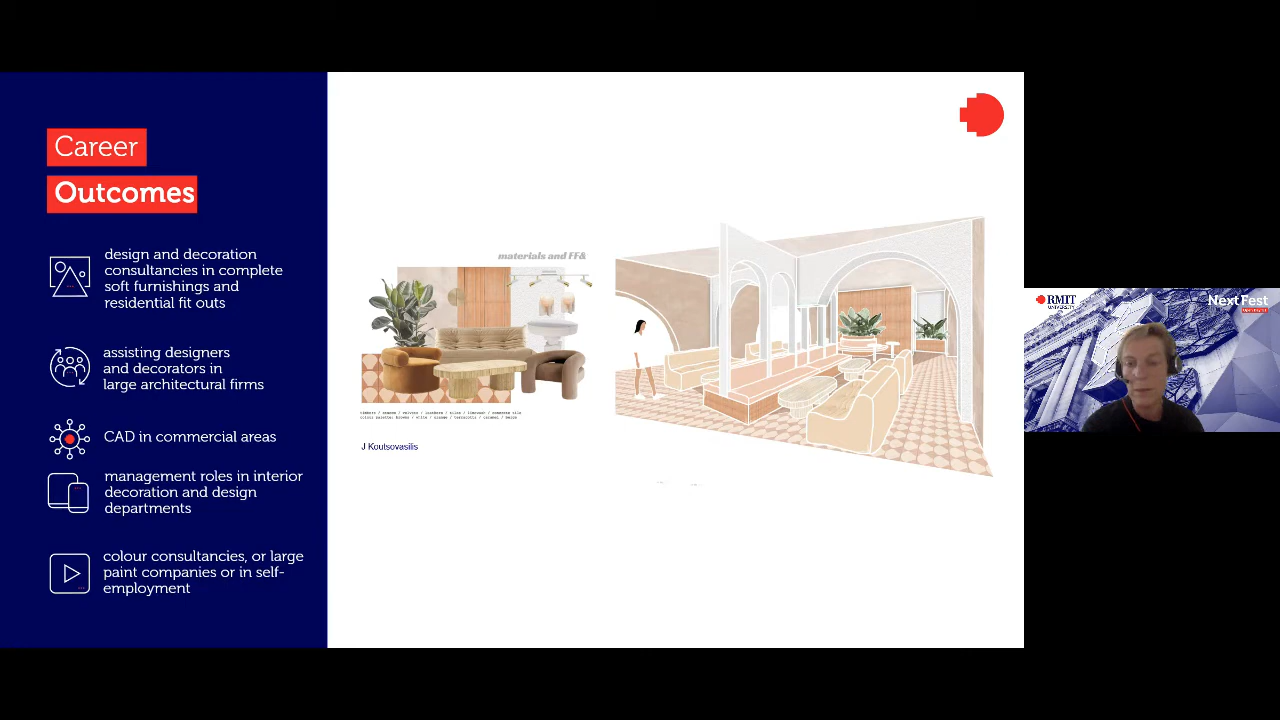 Career
Outcomes
design and decoration
consultancies in complete
soft furnishings and
residential fit outs
assisting designers
and decorators in
large architectural firms
CAD in commercial areas
management roles in interior
decoration and design
departments
colour consultancies, or large
paint companies or in self-
employment
materials and FF&
J Koutsovasilis
RMIT
UNIVERSITY
NextFest